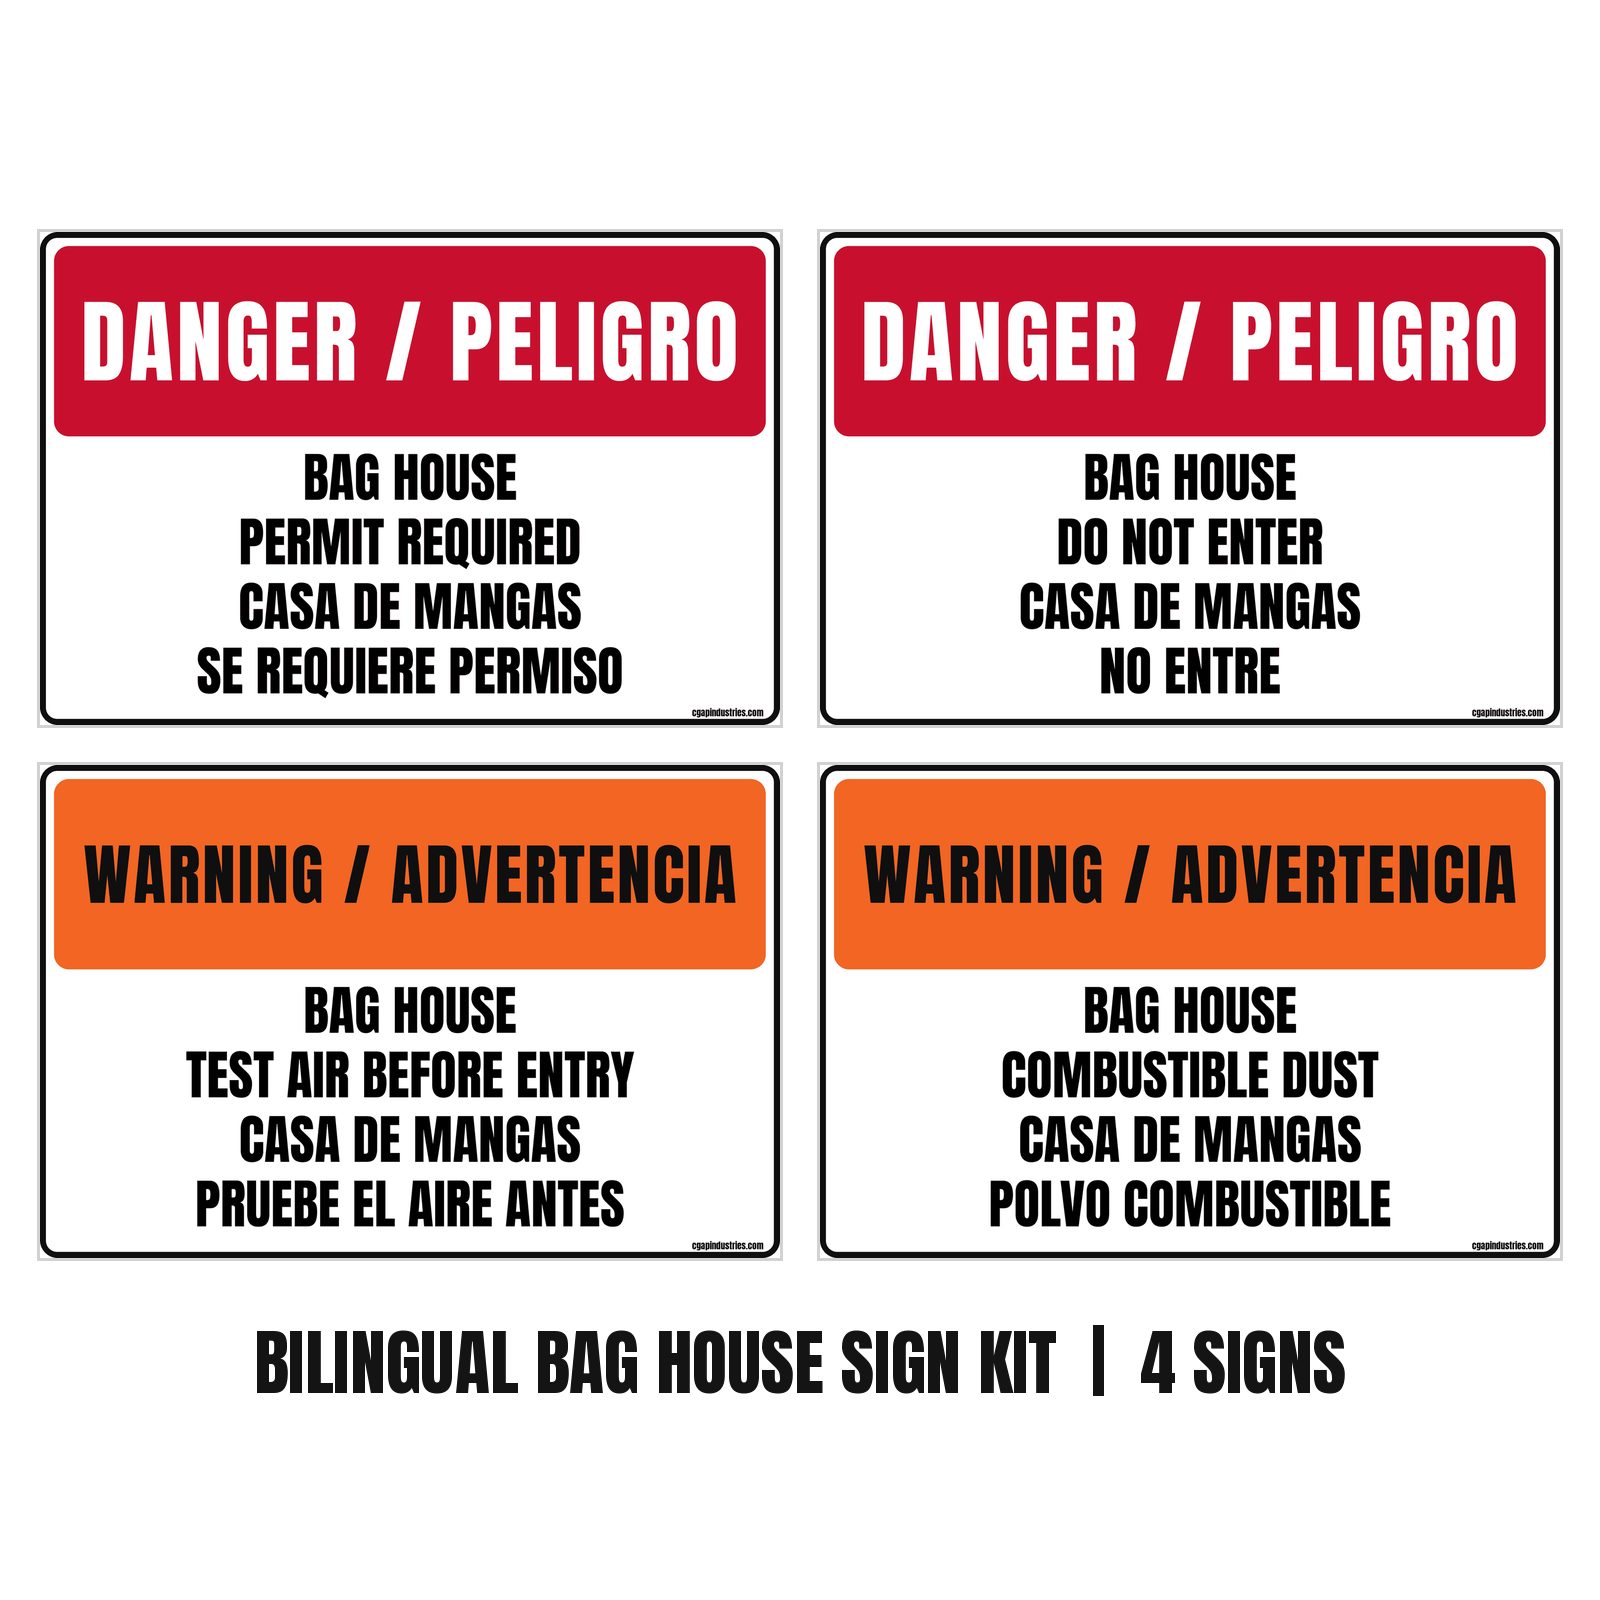 DANGER / PELIGRO
BAG HOUSE
PERMIT REQUIRED
CASA DE MANGAS
SE REQUIERE PERMISO
cgapindustries.com
DANGER / PELIGRO
BAG HOUSE
DO NOT ENTER
CASA DE MANGAS
NO ENTRE
cgapindustries.com
WARNING / ADVERTENCIA
BAG HOUSE
TEST AIR BEFORE ENTRY
CASA DE MANGAS
PRUEBE EL AIRE ANTES
cgapindustries.com
WARNING / ADVERTENCIA
BAG HOUSE
COMBUSTIBLE DUST
CASA DE MANGAS
POLVO COMBUSTIBLE
cgapindustries.com
BILINGUAL BAG HOUSE SIGN KIT | 4 SIGNS